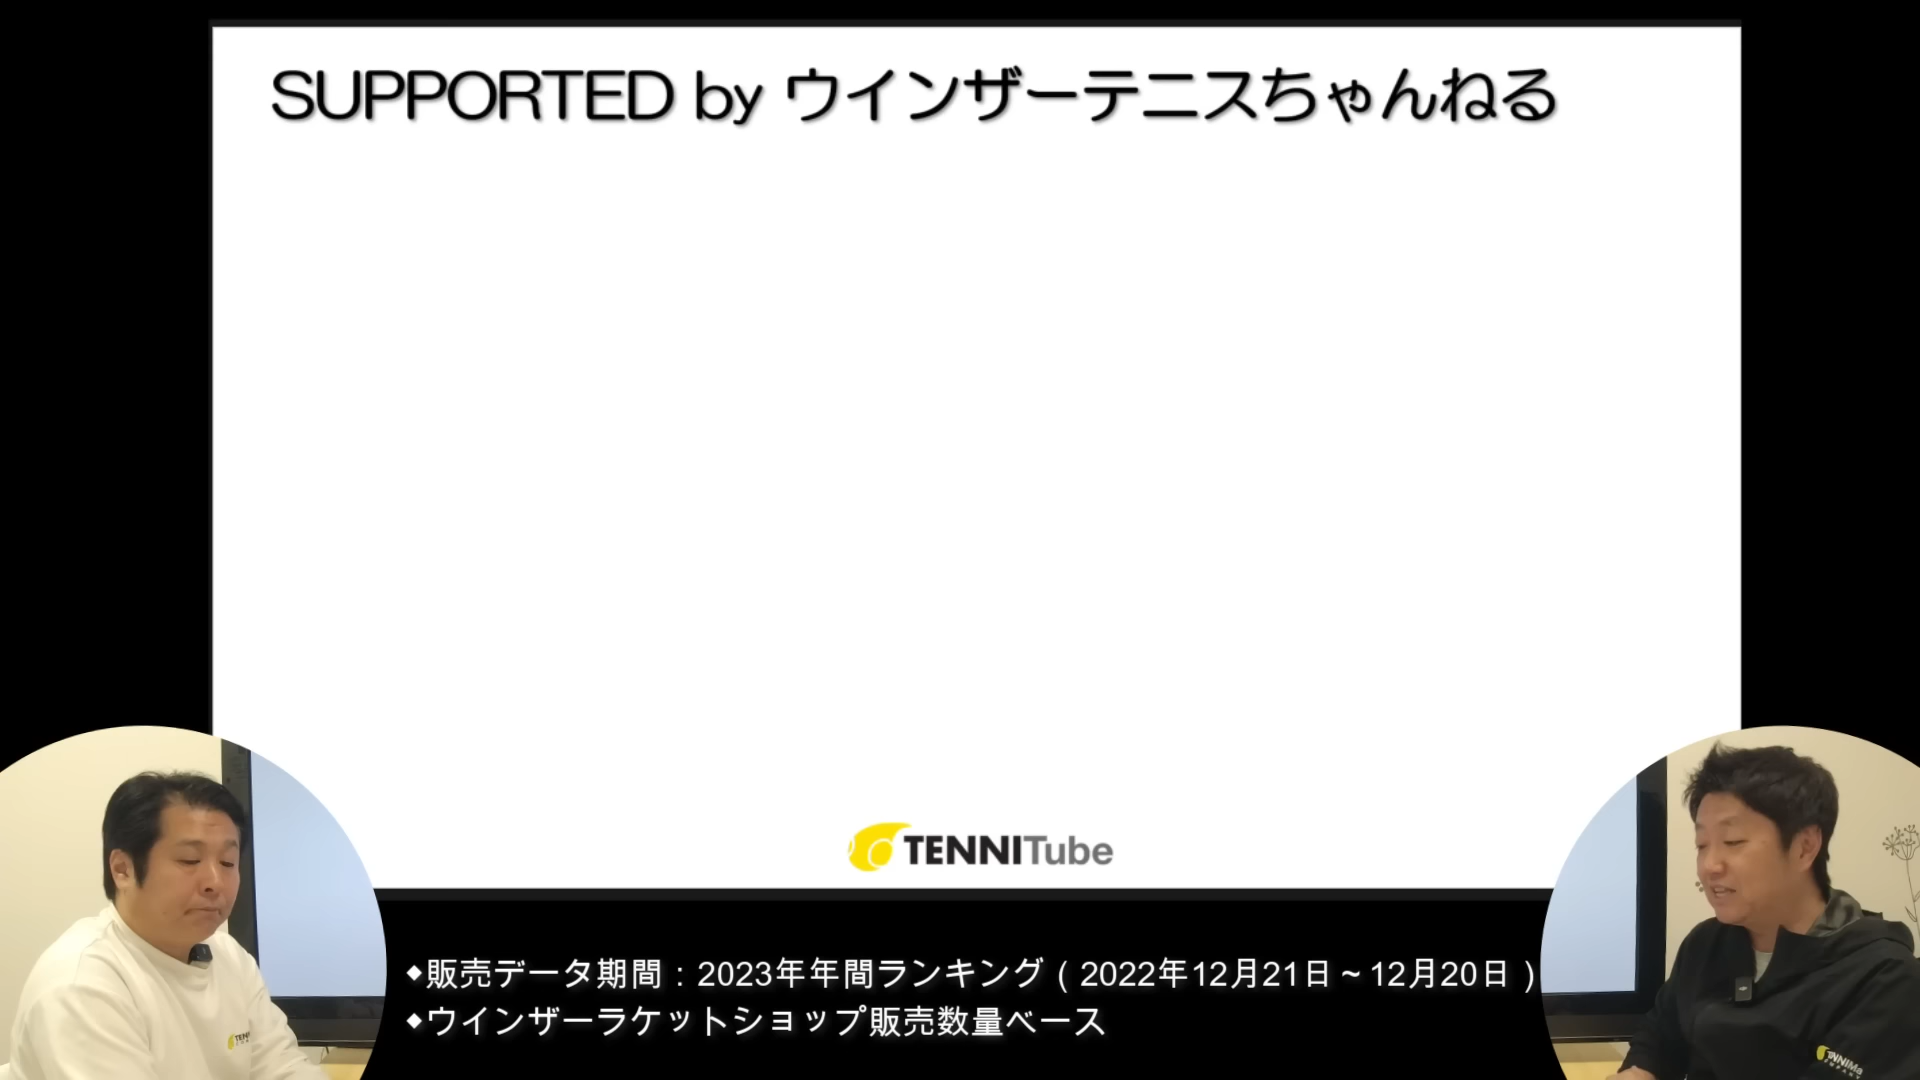 SUPPORTED by ウインザーテニスちゃんねる
TENNITube
◆販売データ期間：2023年年間ランキング（2022年12月21日～12月20日）
◆ウインザーラケットショップ販売数量ベース